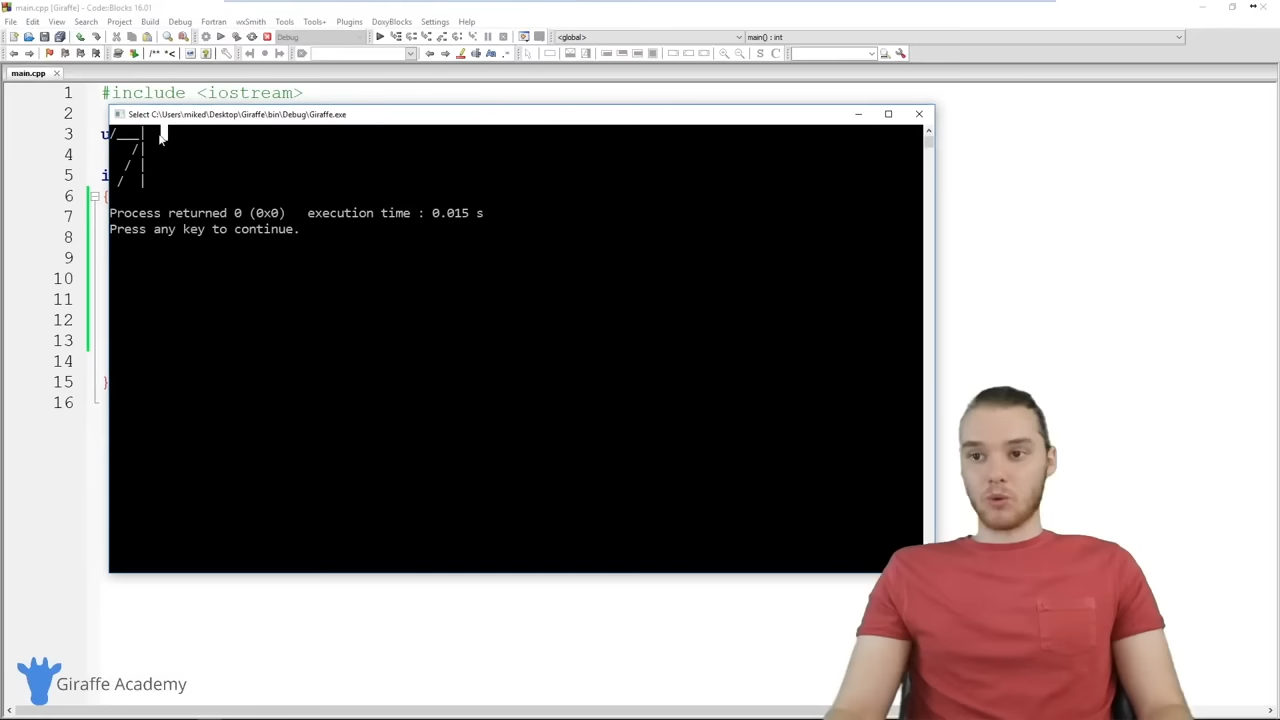 main.cpp [Giraffe] - Code::Blocks 16.01
File Edit View Search Project Build Debug Fortran wxSmith Tools Tools+ Plugins DoxyBlocks Settings Help
Debug <global> main() : int
main.cpp
1 #include <iostream>
2
Select C:\Users\miked\Desktop\Giraffe\bin\Debug\Giraffe.exe
3 u/___|
4 /|
/ |
5 i / |
6 {
7 Process returned 0 (0x0) execution time : 0.015 s
8 Press any key to continue.
9
10
11
12
13
14
15 }
16
Giraffe Academy